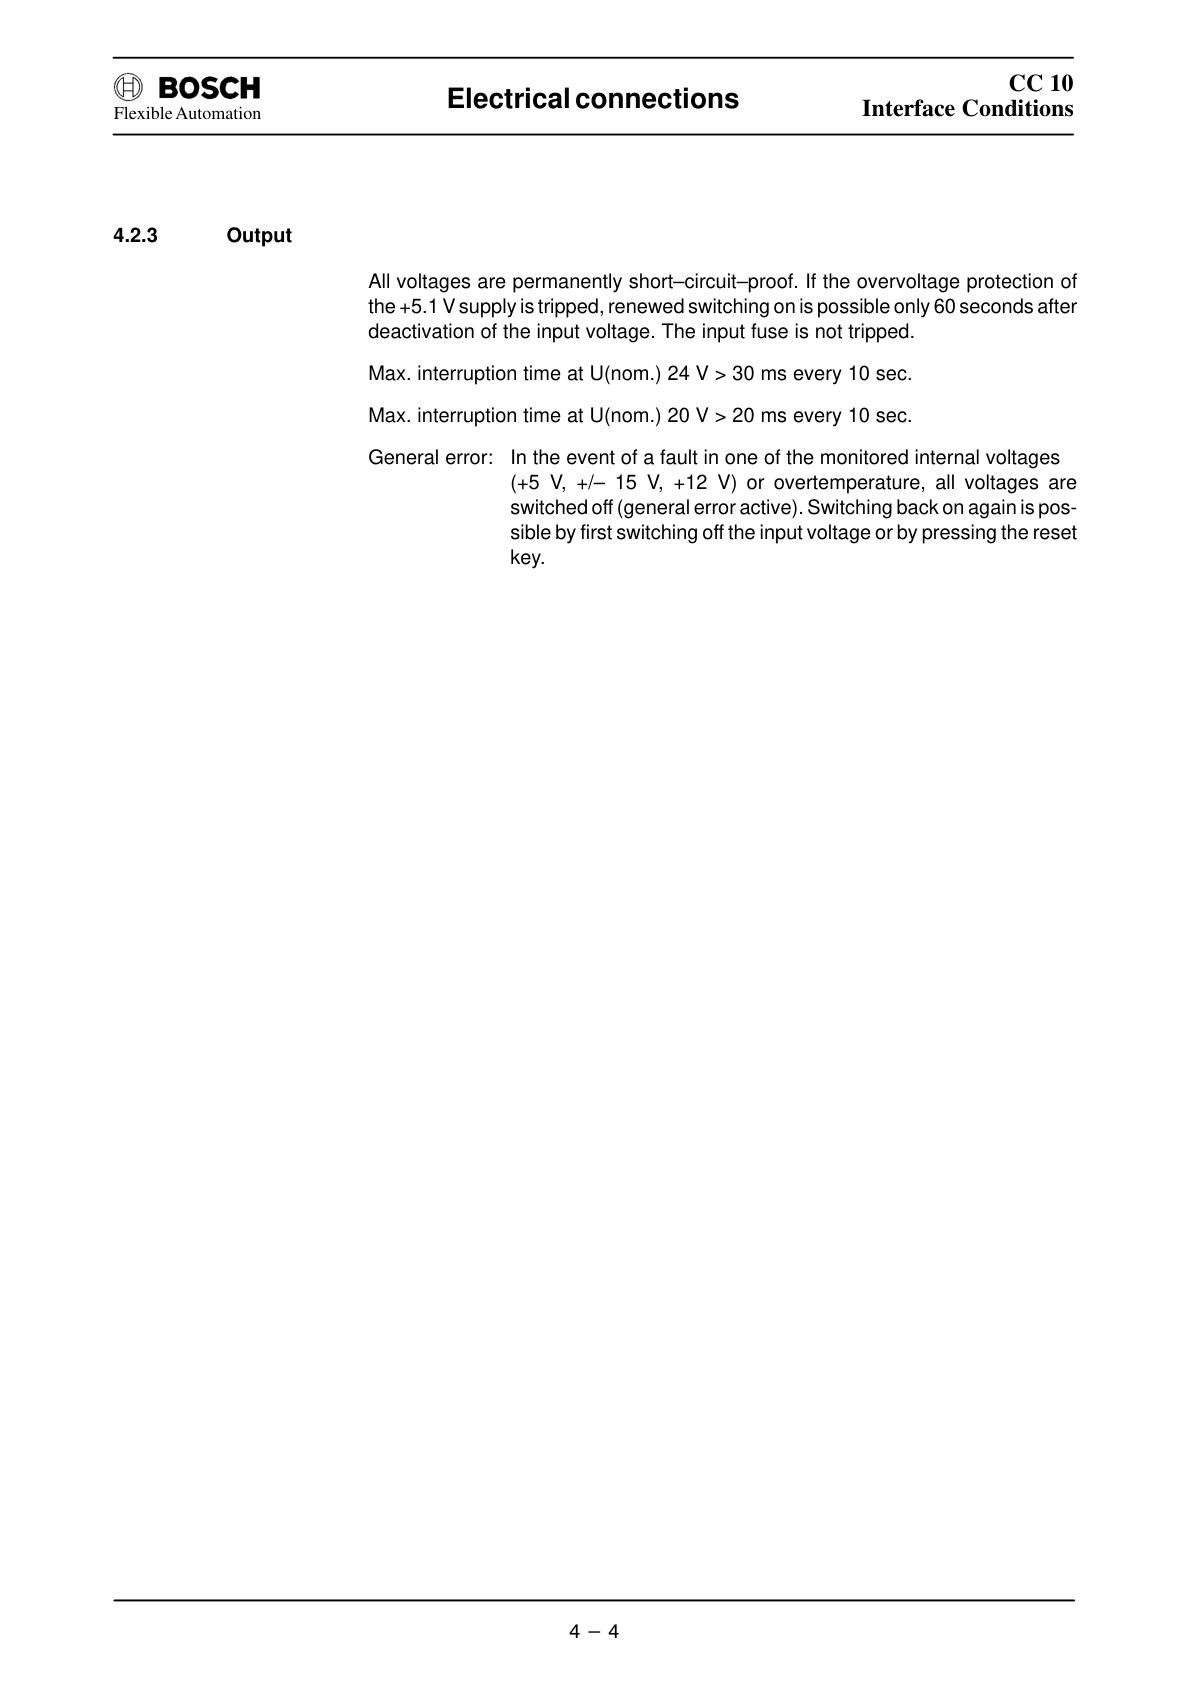 BOSCH
Flexible Automation
Electrical connections
CC 10
Interface Conditions
4.2.3 Output
All voltages are permanently short–circuit–proof. If the overvoltage protection of
the +5.1 V supply is tripped, renewed switching on is possible only 60 seconds after
deactivation of the input voltage. The input fuse is not tripped.
Max. interruption time at U(nom.) 24 V > 30 ms every 10 sec.
Max. interruption time at U(nom.) 20 V > 20 ms every 10 sec.
General error: In the event of a fault in one of the monitored internal voltages
(+5 V, +/– 15 V, +12 V) or overtemperature, all voltages are
switched off (general error active). Switching back on again is pos-
sible by first switching off the input voltage or by pressing the reset
key.
4 – 4